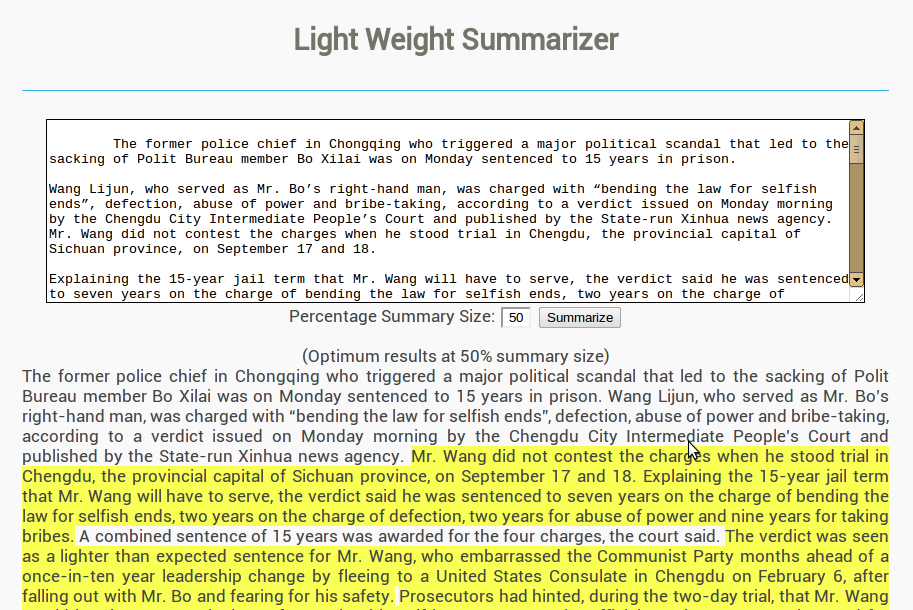 Light Weight Summarizer
The former police chief in Chongqing who triggered a major political scandal that led to the
sacking of Polit Bureau member Bo Xilai was on Monday sentenced to 15 years in prison.
Wang Lijun, who served as Mr. Bo’s right-hand man, was charged with “bending the law for selfish
ends”, defection, abuse of power and bribe-taking, according to a verdict issued on Monday morning
by the Chengdu City Intermediate People’s Court and published by the State-run Xinhua news agency.
Mr. Wang did not contest the charges when he stood trial in Chengdu, the provincial capital of
Sichuan province, on September 17 and 18.
Explaining the 15-year jail term that Mr. Wang will have to serve, the verdict said he was sentenced
to seven years on the charge of bending the law for selfish ends, two years on the charge of
Percentage Summary Size: 50 Summarize
(Optimum results at 50% summary size)
The former police chief in Chongqing who triggered a major political scandal that led to the sacking of Polit
Bureau member Bo Xilai was on Monday sentenced to 15 years in prison. Wang Lijun, who served as Mr. Bo’s
right-hand man, was charged with “bending the law for selfish ends”, defection, abuse of power and bribe-taking,
according to a verdict issued on Monday morning by the Chengdu City Intermediate People’s Court and
published by the State-run Xinhua news agency. Mr. Wang did not contest the charges when he stood trial in
Chengdu, the provincial capital of Sichuan province, on September 17 and 18. Explaining the 15-year jail term
that Mr. Wang will have to serve, the verdict said he was sentenced to seven years on the charge of bending the
law for selfish ends, two years on the charge of defection, two years for abuse of power and nine years for taking
bribes. A combined sentence of 15 years was awarded for the four charges, the court said. The verdict was seen
as a lighter than expected sentence for Mr. Wang, who embarrassed the Communist Party months ahead of a
once-in-ten year leadership change by fleeing to a United States Consulate in Chengdu on February 6, after
falling out with Mr. Bo and fearing for his safety. Prosecutors had hinted, during the two-day trial, that Mr. Wang